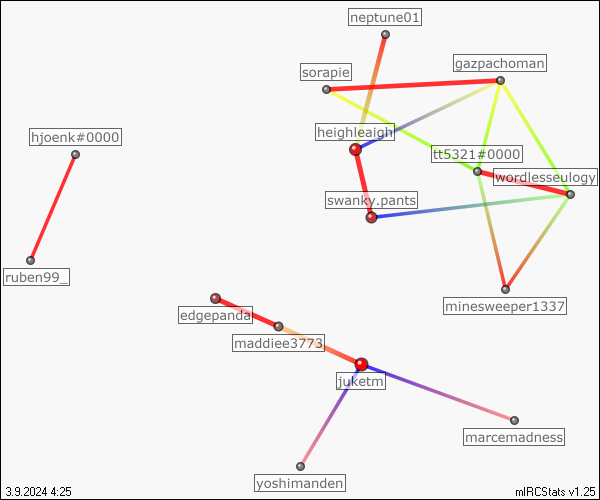 neptune01
gazpachoman
sorapie
heighleaigh
hjoenk#0000
tt5321#0000
wordlesseulogy
swanky.pants
ruben99_
minesweeper1337
edgepanda
maddiee3773
juketm
marcemadness
yoshimanden
3.9.2024 4:25
mIRCStats v1.25